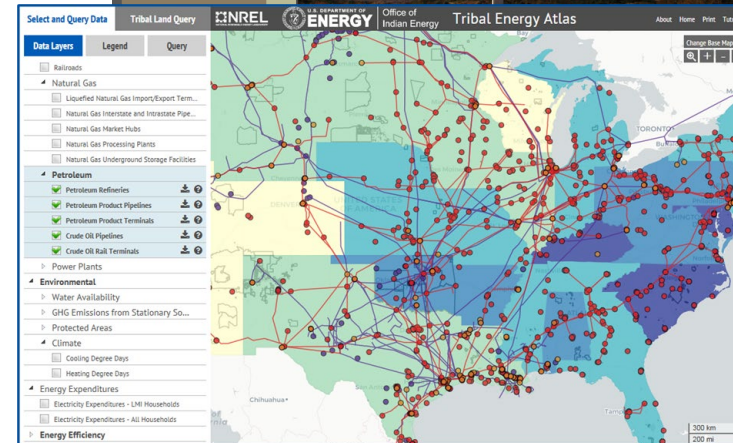 Select and Query Data
Tribal Land Query
NREL
U.S. DEPARTMENT OF
ENERGY
Office of
Indian Energy
Tribal Energy Atlas
About Home Print
Data Layers
Legend
Query
Change Base Map
Railroads
Natural Gas
Liquefied Natural Gas Import/Export Term...
Natural Gas Interstate and Intrastate Pipe...
Natural Gas Market Hubs
Natural Gas Processing Plants
Natural Gas Underground Storage Facilities
Petroleum
Petroleum Refineries
Petroleum Product Pipelines
Petroleum Product Terminals
Crude Oil Pipelines
Crude Oil Rail Terminals
Power Plants
Environmental
Water Availability
GHG Emissions from Stationary So...
Protected Areas
Climate
Cooling Degree Days
Heating Degree Days
Energy Expenditures
Electricity Expenditures - LMI Households
Electricity Expenditures - All Households
Energy Efficiency
TORONTO
UNITED STATES
OF AMERICA
Chihuahua
300 km
200 mi